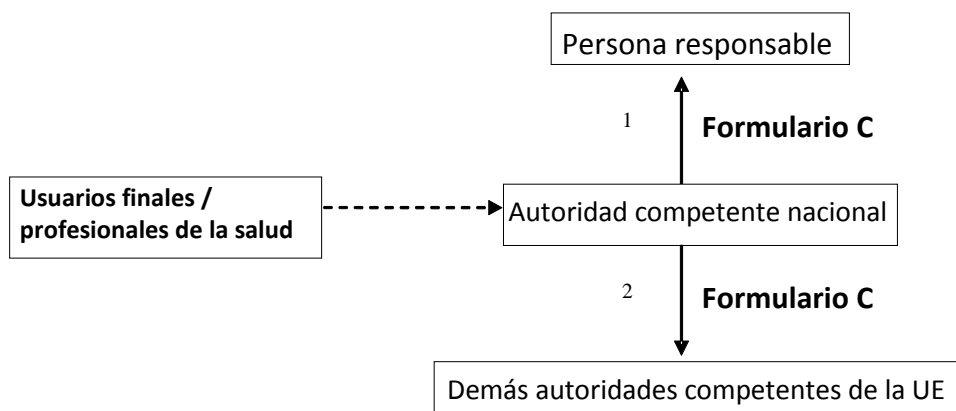 Persona responsable
1
Formulario C
Usuarios finales /
profesionales de la salud
Autoridad competente nacional
2
Formulario C
Demás autoridades competentes de la UE